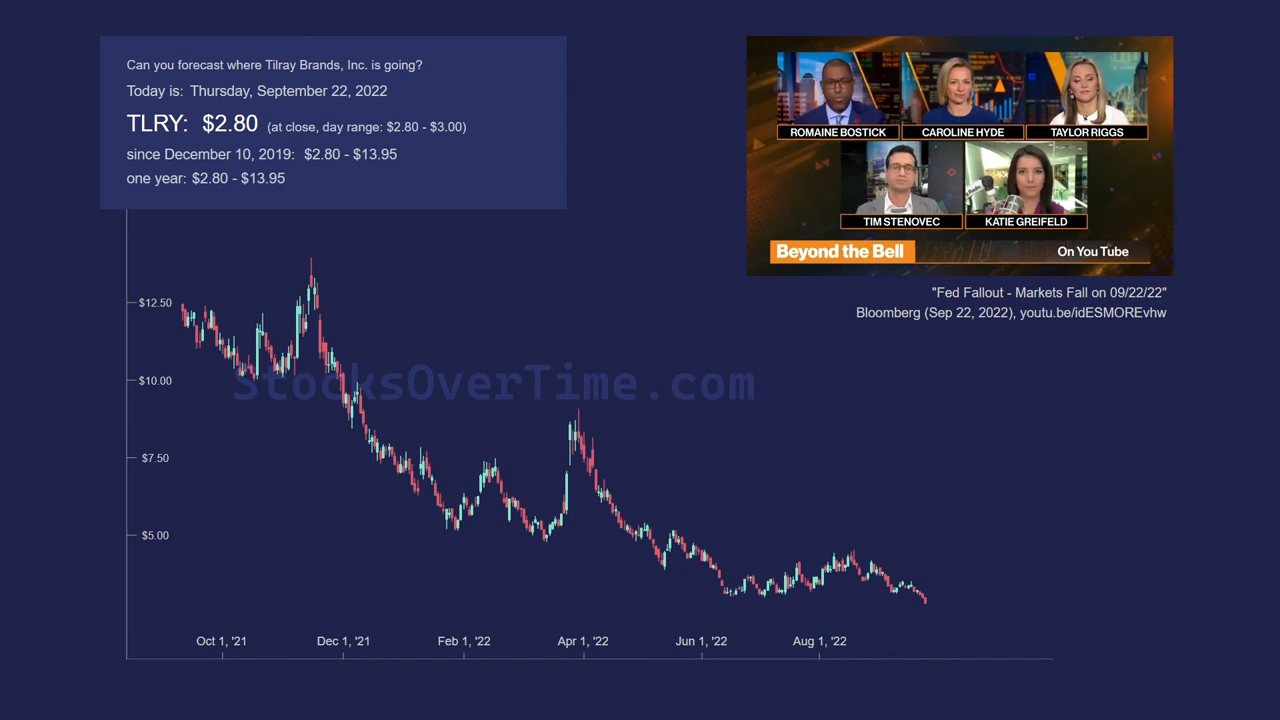 Can you forecast where Tilray Brands, Inc. is going?
Today is: Thursday, September 22, 2022
TLRY: $2.80 (at close, day range: $2.80 - $3.00)
since December 10, 2019: $2.80 - $13.95
one year: $2.80 - $13.95
ROMAINE BOSTICK CAROLINE HYDE TAYLOR RIGGS
TIM STENOVEC KATIE GREIFELD
Beyond the Bell On You Tube
"Fed Fallout - Markets Fall on 09/22/22"
Bloomberg (Sep 22, 2022), youtu.be/idESMOREvhw
$12.50
$10.00
StocksOverTime.com
$7.50
$5.00
Oct 1, '21 Dec 1, '21 Feb 1, '22 Apr 1, '22 Jun 1, '22 Aug 1, '22